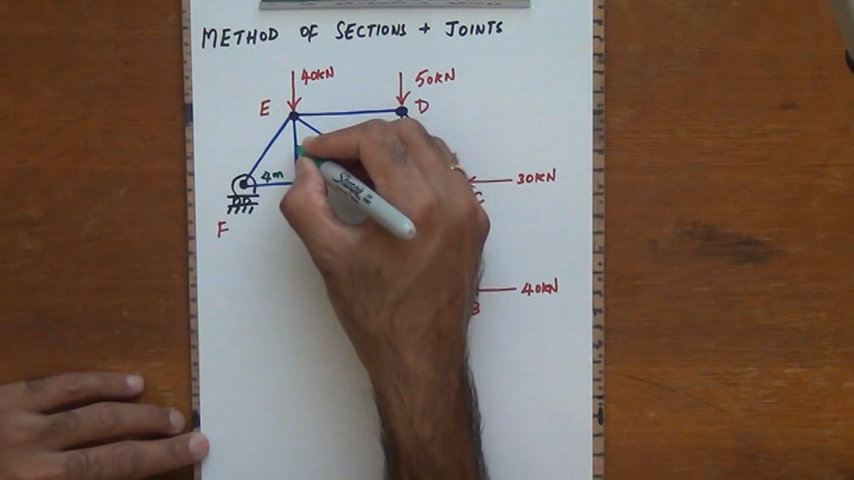 METHOD OF SECTIONS + JOINTS
40KN
50KN
E
D
4m
30KN
C
F
40KN
B